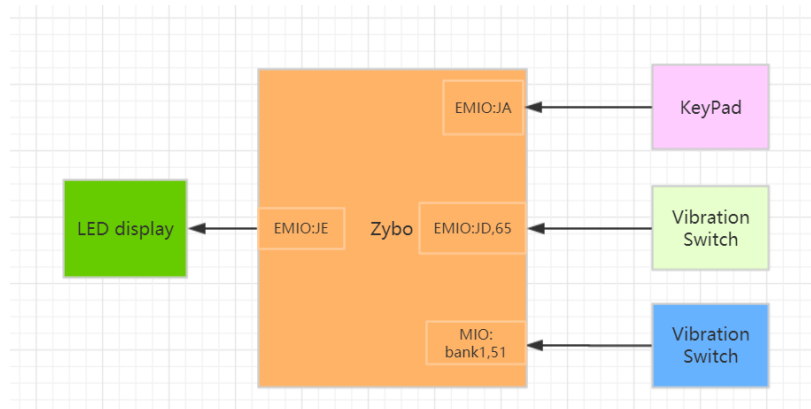 EMIO:JA
KeyPad
LED display
EMIO:JE
Zybo
EMIO:JD,65
Vibration
Switch
MIO:
bank1,51
Vibration
Switch